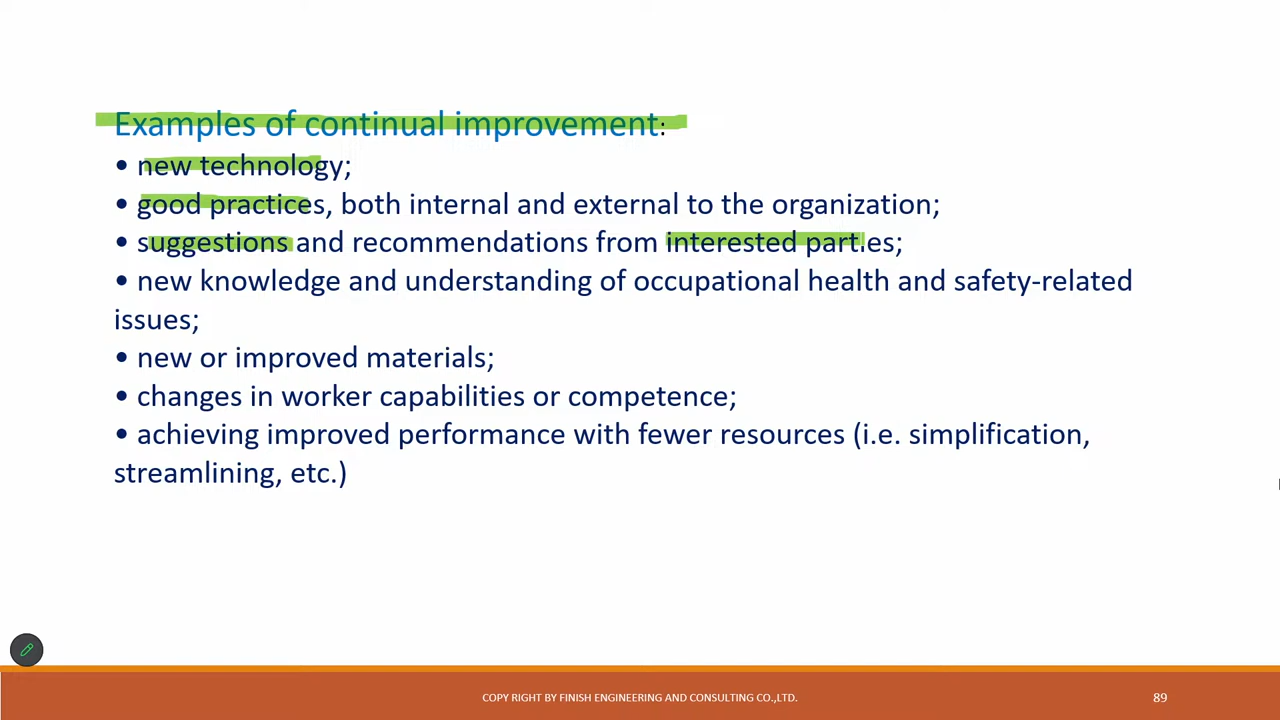 Examples of continual improvement:
• new technology;
• good practices, both internal and external to the organization;
• suggestions and recommendations from interested parties;
• new knowledge and understanding of occupational health and safety-related
issues;
• new or improved materials;
• changes in worker capabilities or competence;
• achieving improved performance with fewer resources (i.e. simplification,
streamlining, etc.)
COPY RIGHT BY FINISH ENGINEERING AND CONSULTING CO.,LTD.
89